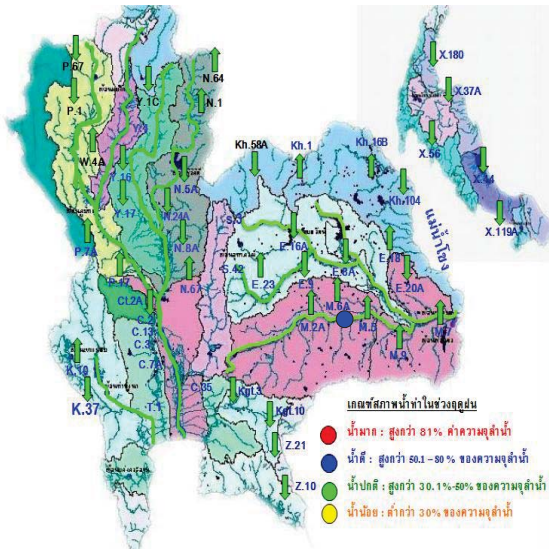 P.67
N.64
Y.1C
N.1
P.1
W.4A
Kh.58A
Kh.1
Kh.16B
X.180
X.37A
X.56
X.119A
Y.16
N.5A
Y.17
N.24A
Kh.104
แม่น้ำโขง
P.7A
N.8A
E.16A
E.8A
S.42
E.23
E.9
E.18
N.67
CL2A
E.20A
M.6A
M.2A
M.5
M.9
C.13
C.3
C.7A
K.10
K.37
T.1
C.35
KgL3
KgL10
Z.21
Z.10
เกณฑ์สภาพน้ำท่าในช่วงฤดูฝน
น้ำมาก : สูงกว่า 81% ค่าความจุลำน้ำ
น้ำดี : สูงกว่า 50.1 – 80% ของความจุลำน้ำ
น้ำปกติ : สูงกว่า 30.1%-50% ของความจุลำน้ำ
น้ำน้อย : ต่ำกว่า 30% ของความจุลำน้ำ